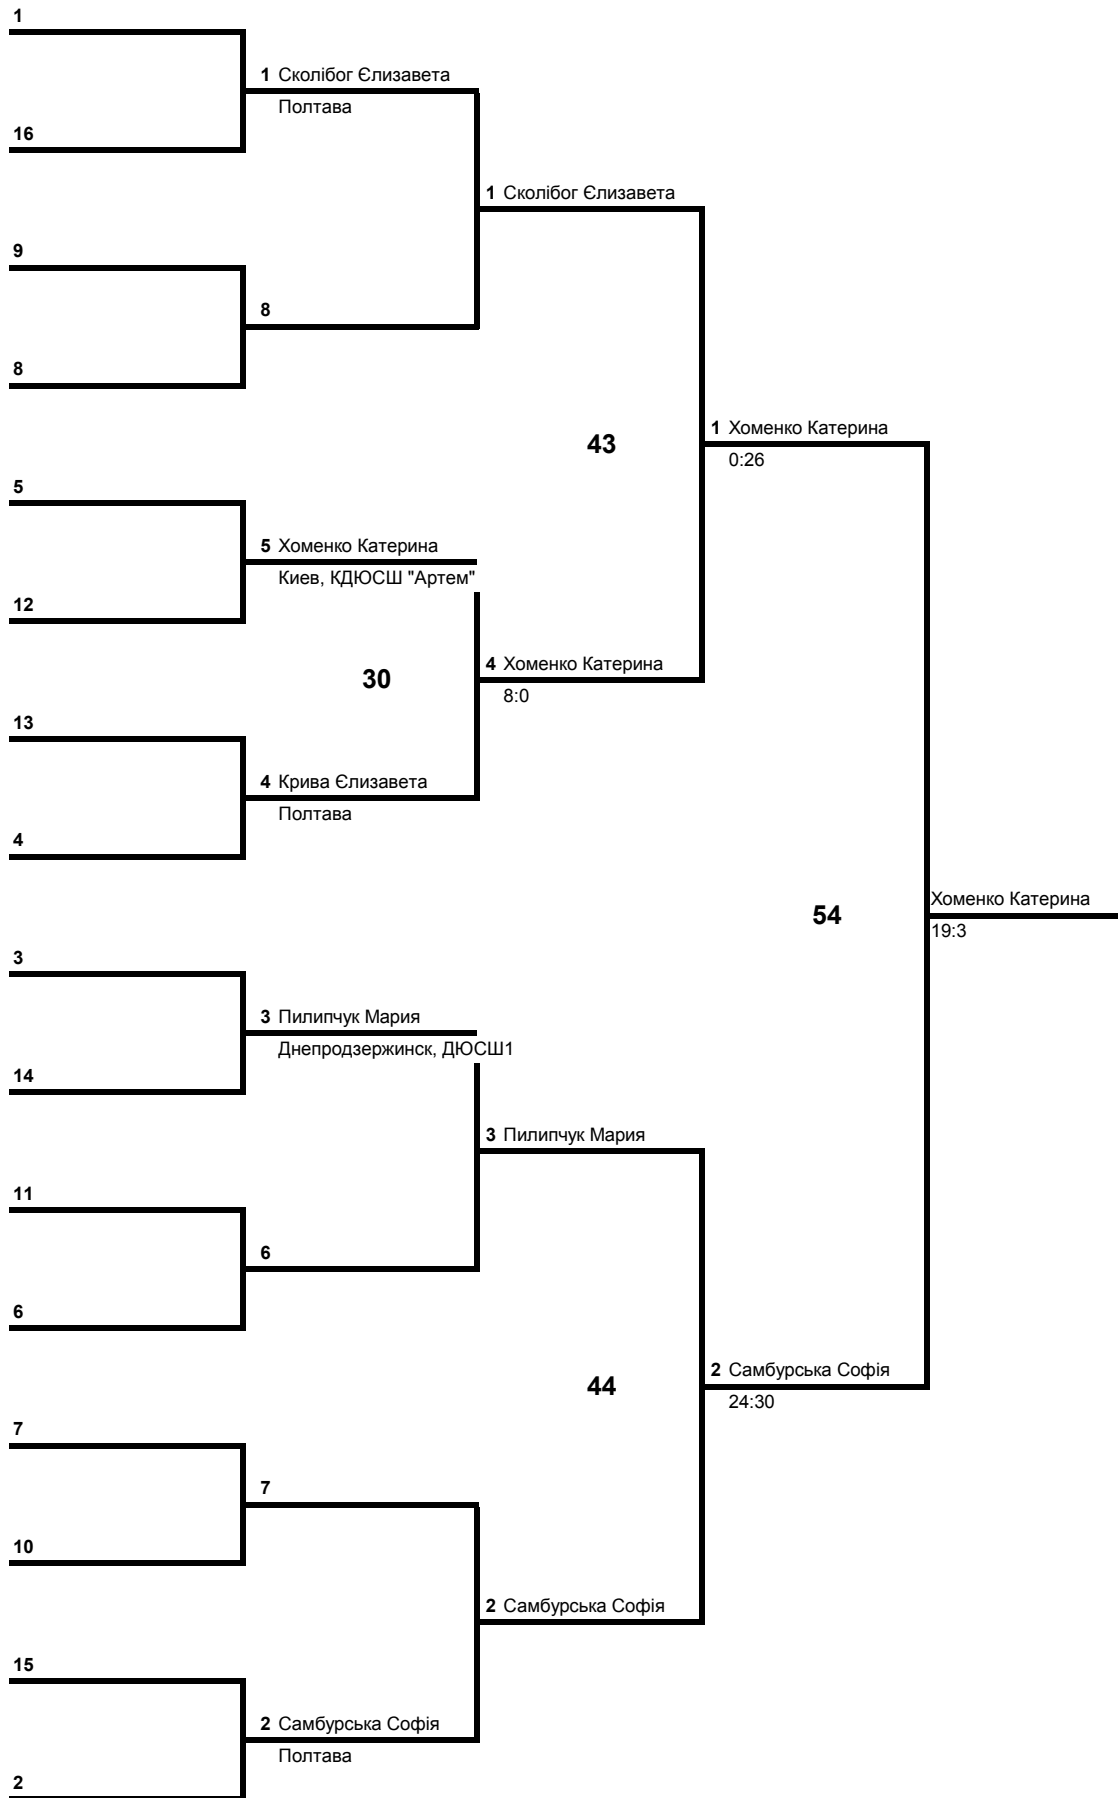 1
1 Сколібог Єлизавета
Полтава
16
1 Сколібог Єлизавета
9
8
8
1 Хоменко Катерина
43
0:26
5
5 Хоменко Катерина
Киев, КДЮСШ "Артем"
12
4 Хоменко Катерина
30
8:0
13
4 Крива Єлизавета
Полтава
4
Хоменко Катерина
54
19:3
3
3 Пилипчук Мария
Днепродзержинск, ДЮСШ1
14
3 Пилипчук Мария
11
6
6
2 Самбурська Софія
44
24:30
7
7
10
2 Самбурська Софія
15
2 Самбурська Софія
Полтава
2